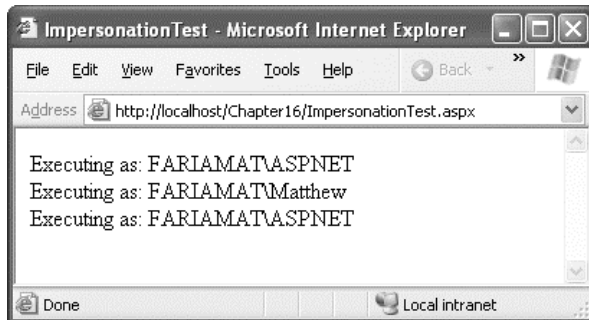 ImpersonationTest - Microsoft Internet Explorer
File Edit View Favorites Tools Help Back »
Address http://localhost/Chapter16/ImpersonationTest.aspx
Executing as: FARIAMAT\ASPNET
Executing as: FARIAMAT\Matthew
Executing as: FARIAMAT\ASPNET
Done Local intranet